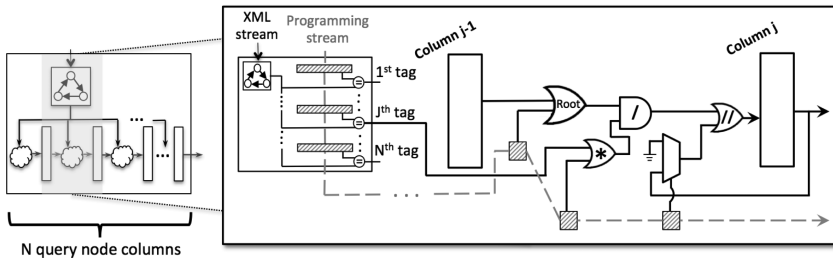 XML
stream
Programming
stream
Column j-1
Column j
1st tag
Jth tag
Nth tag
=
=
=
Root
/
//
*
N query node columns